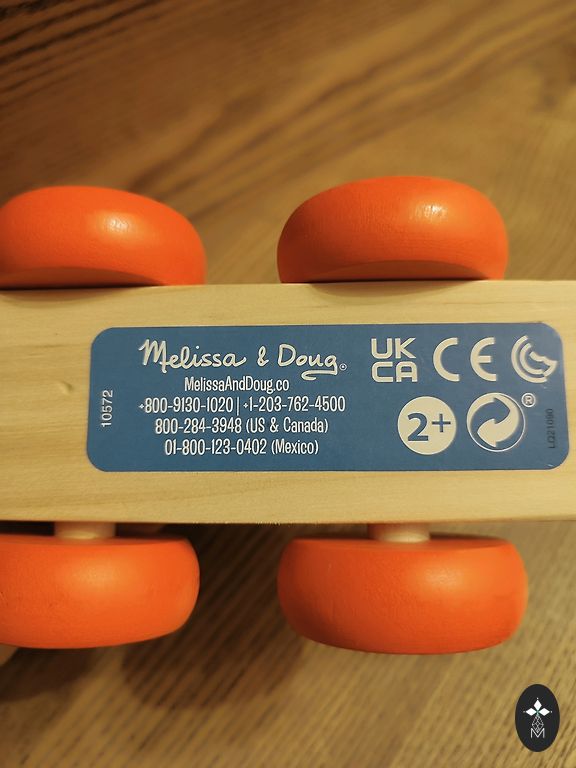 Melissa & Doug®
MelissaAndDoug.co
+800-9130-1020 | +1-203-762-4500
800-284-3948 (US & Canada)
01-800-123-0402 (Mexico)
10572
UK
CA
CE
2+
®
LQ21090
M